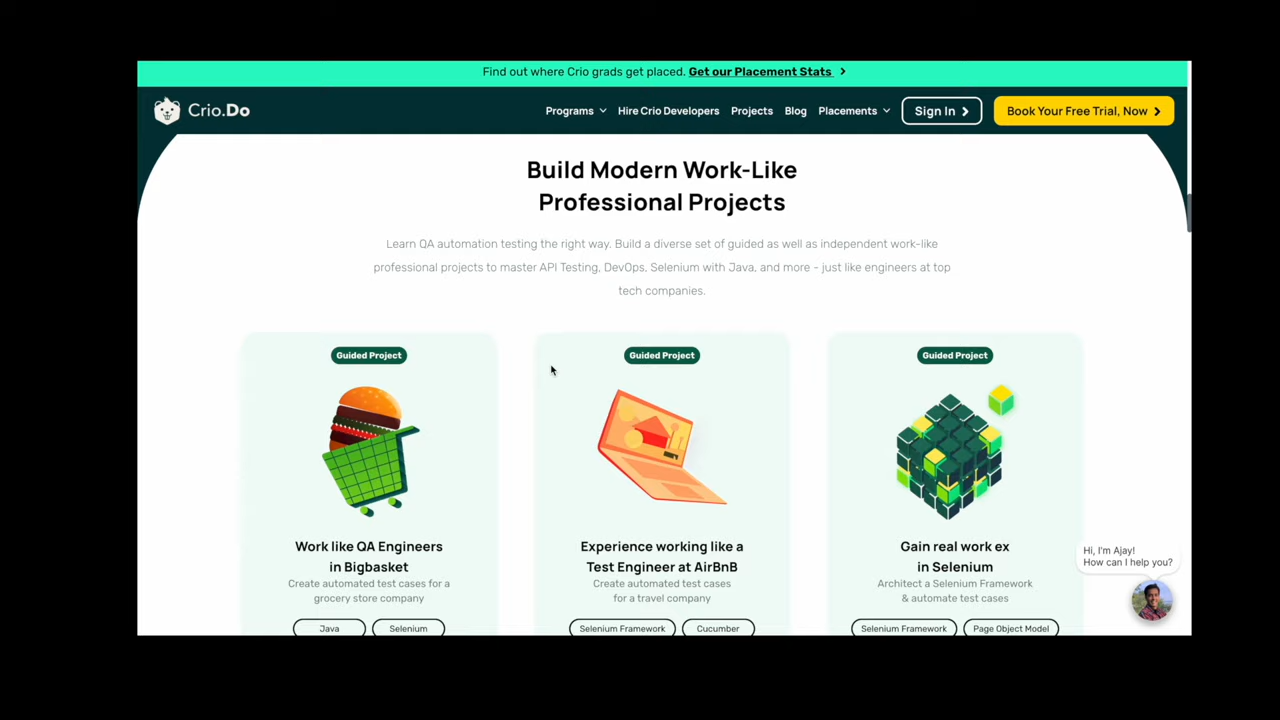 Find out where Crio grads get placed. Get our Placement Stats
Crio.Do
Programs
Hire Crio Developers
Projects
Blog
Placements
Sign In
Book Your Free Trial, Now
Build Modern Work-Like
Professional Projects
Learn QA automation testing the right way. Build a diverse set of guided as well as independent work-like
professional projects to master API Testing, DevOps, Selenium with Java, and more - just like engineers at top
tech companies.
Guided Project
Work like QA Engineers
in Bigbasket
Create automated test cases for a
grocery store company
Java
Selenium
Guided Project
Experience working like a
Test Engineer at AirBnB
Create automated test cases
for a travel company
Selenium Framework
Cucumber
Guided Project
Gain real work ex
in Selenium
Architect a Selenium Framework
& automate test cases
Selenium Framework
Page Object Model
Hi, I'm Ajay!
How can I help you?